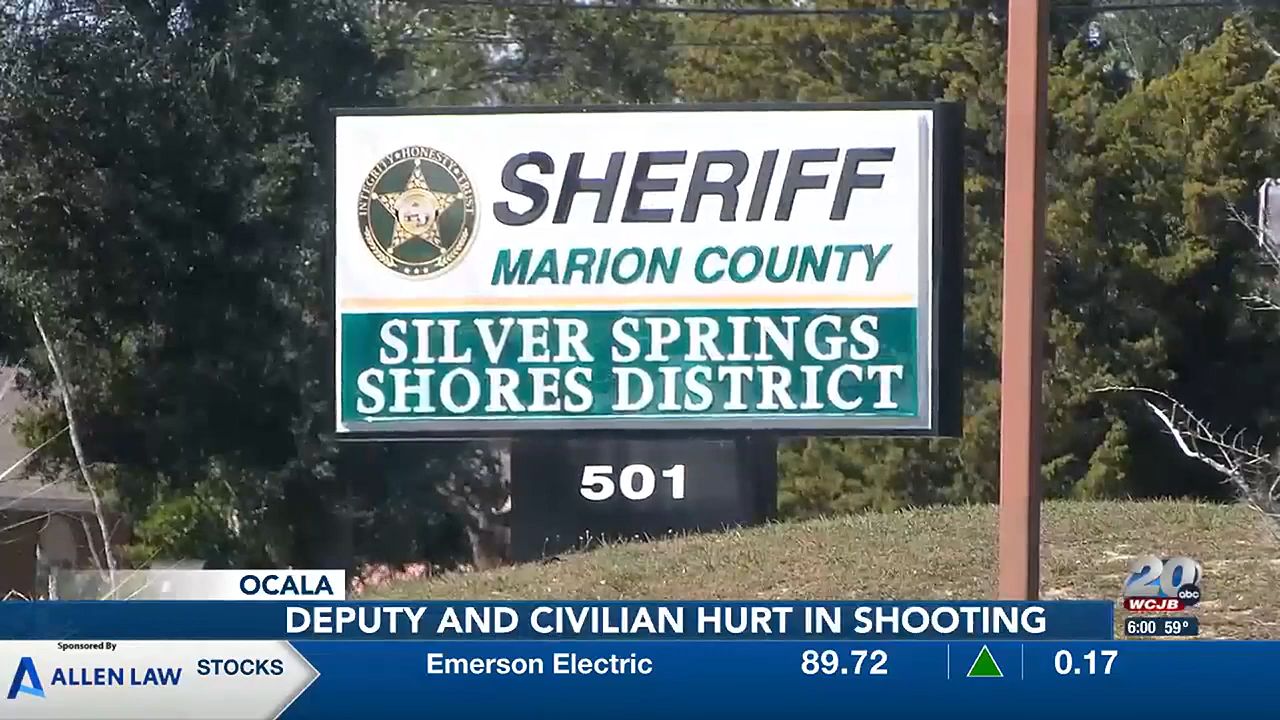 INTEGRITY★HONESTY★TRUST
SHERIFF
MARION COUNTY
SILVER SPRINGS
SHORES DISTRICT
501
OCALA
DEPUTY AND CIVILIAN HURT IN SHOOTING
20
abc
WCJB
6:00 59°
Sponsored By
ALLEN LAW
STOCKS
Emerson Electric 89.72 0.17